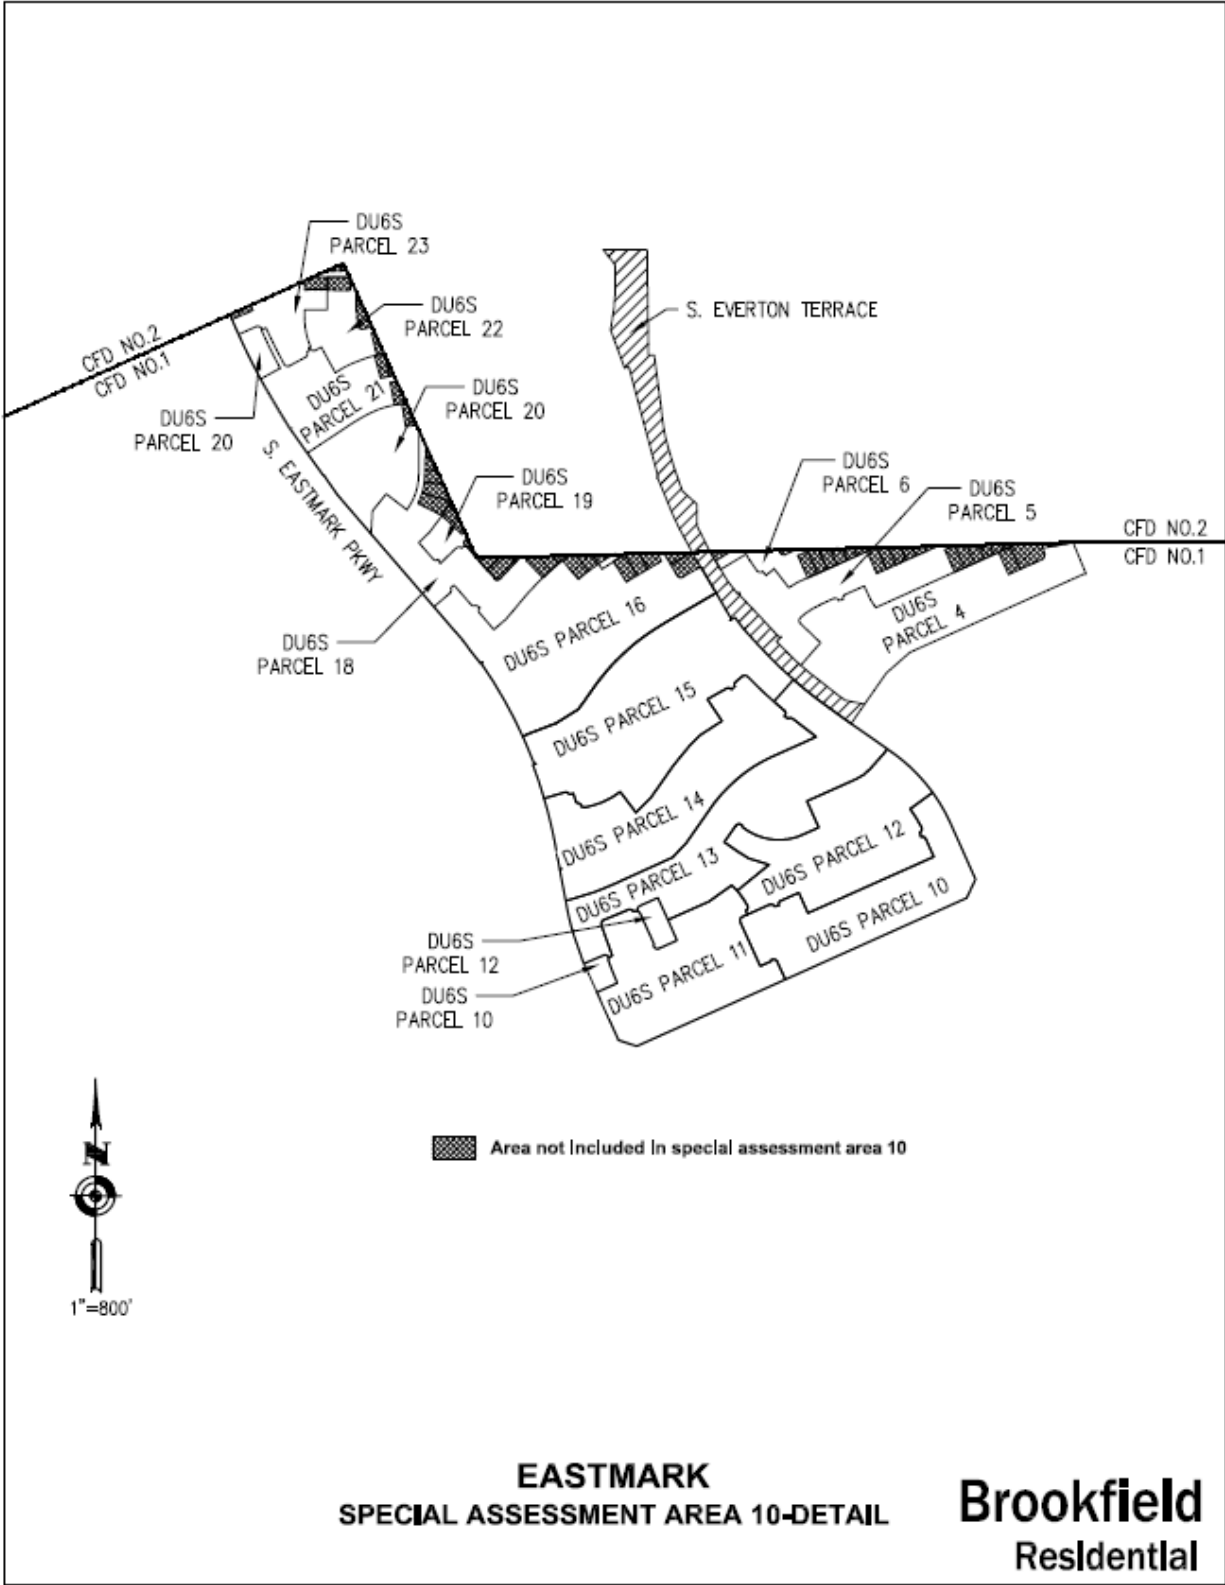 DU6S
PARCEL 23
DU6S
PARCEL 22
S. EVERTON TERRACE
CFD NO.2
CFD NO.1
DU6S
PARCEL 21
DU6S
PARCEL 20
DU6S
PARCEL 20
S. EASTMARK PKWY
DU6S
PARCEL 19
DU6S
PARCEL 6
DU6S
PARCEL 5
CFD NO.2
CFD NO.1
DU6S
PARCEL 4
DU6S PARCEL 16
DU6S
PARCEL 18
DU6S PARCEL 15
DU6S PARCEL 14
DU6S PARCEL 13
DU6S PARCEL 12
DU6S PARCEL 10
DU6S PARCEL 11
DU6S
PARCEL 12
DU6S
PARCEL 10
N
Area not included in special assessment area 10
1"=800'
EASTMARK
SPECIAL ASSESSMENT AREA 10-DETAIL
Brookfield
Residential